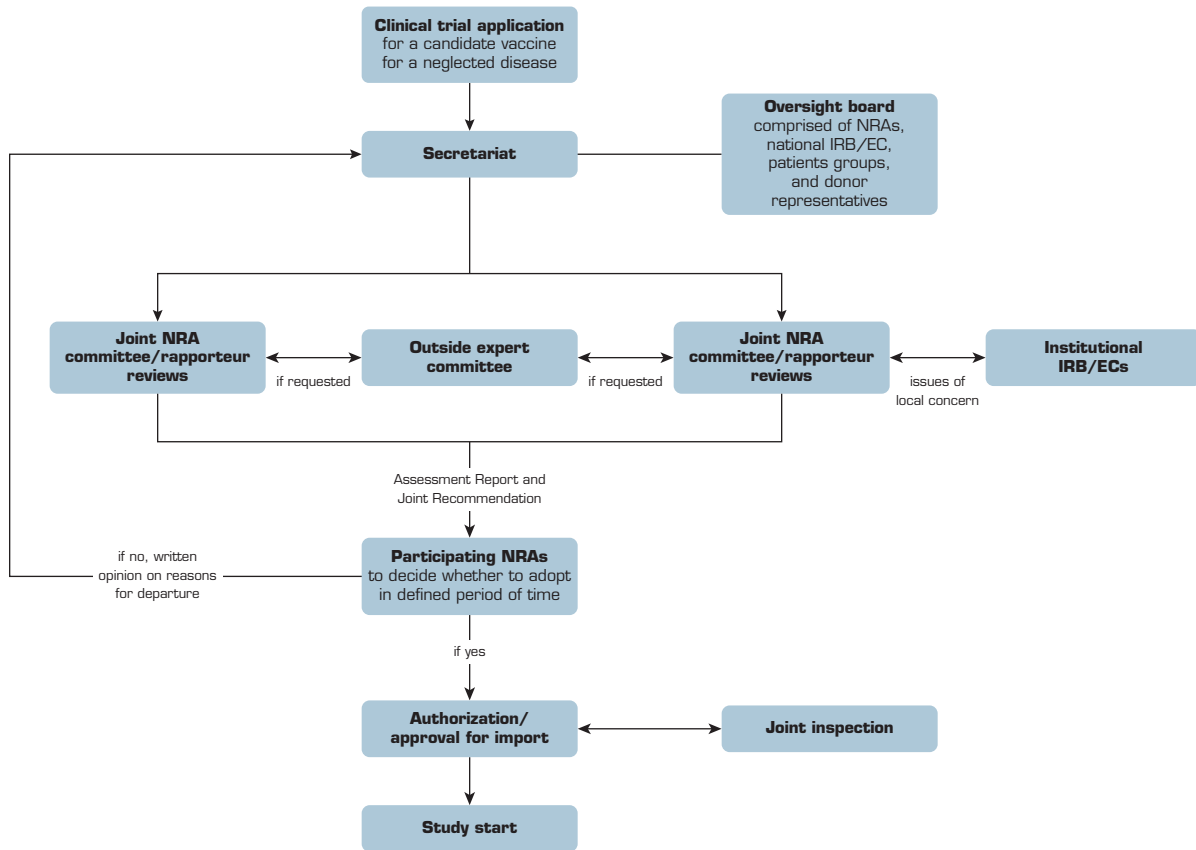 Clinical trial application
for a candidate vaccine
for a neglected disease
Oversight board
comprised of NRAs,
national IRB/EC,
patients groups,
and donor
representatives
Secretariat
Joint NRA
committee/rapporteur
reviews
if requested
Outside expert
committee
if requested
Joint NRA
committee/rapporteur
reviews
issues of
local concern
Institutional
IRB/ECs
Assessment Report and
Joint Recommendation
if no, written
opinion on reasons
for departure
Participating NRAs
to decide whether to adopt
in defined period of time
if yes
Authorization/
approval for import
Joint inspection
Study start